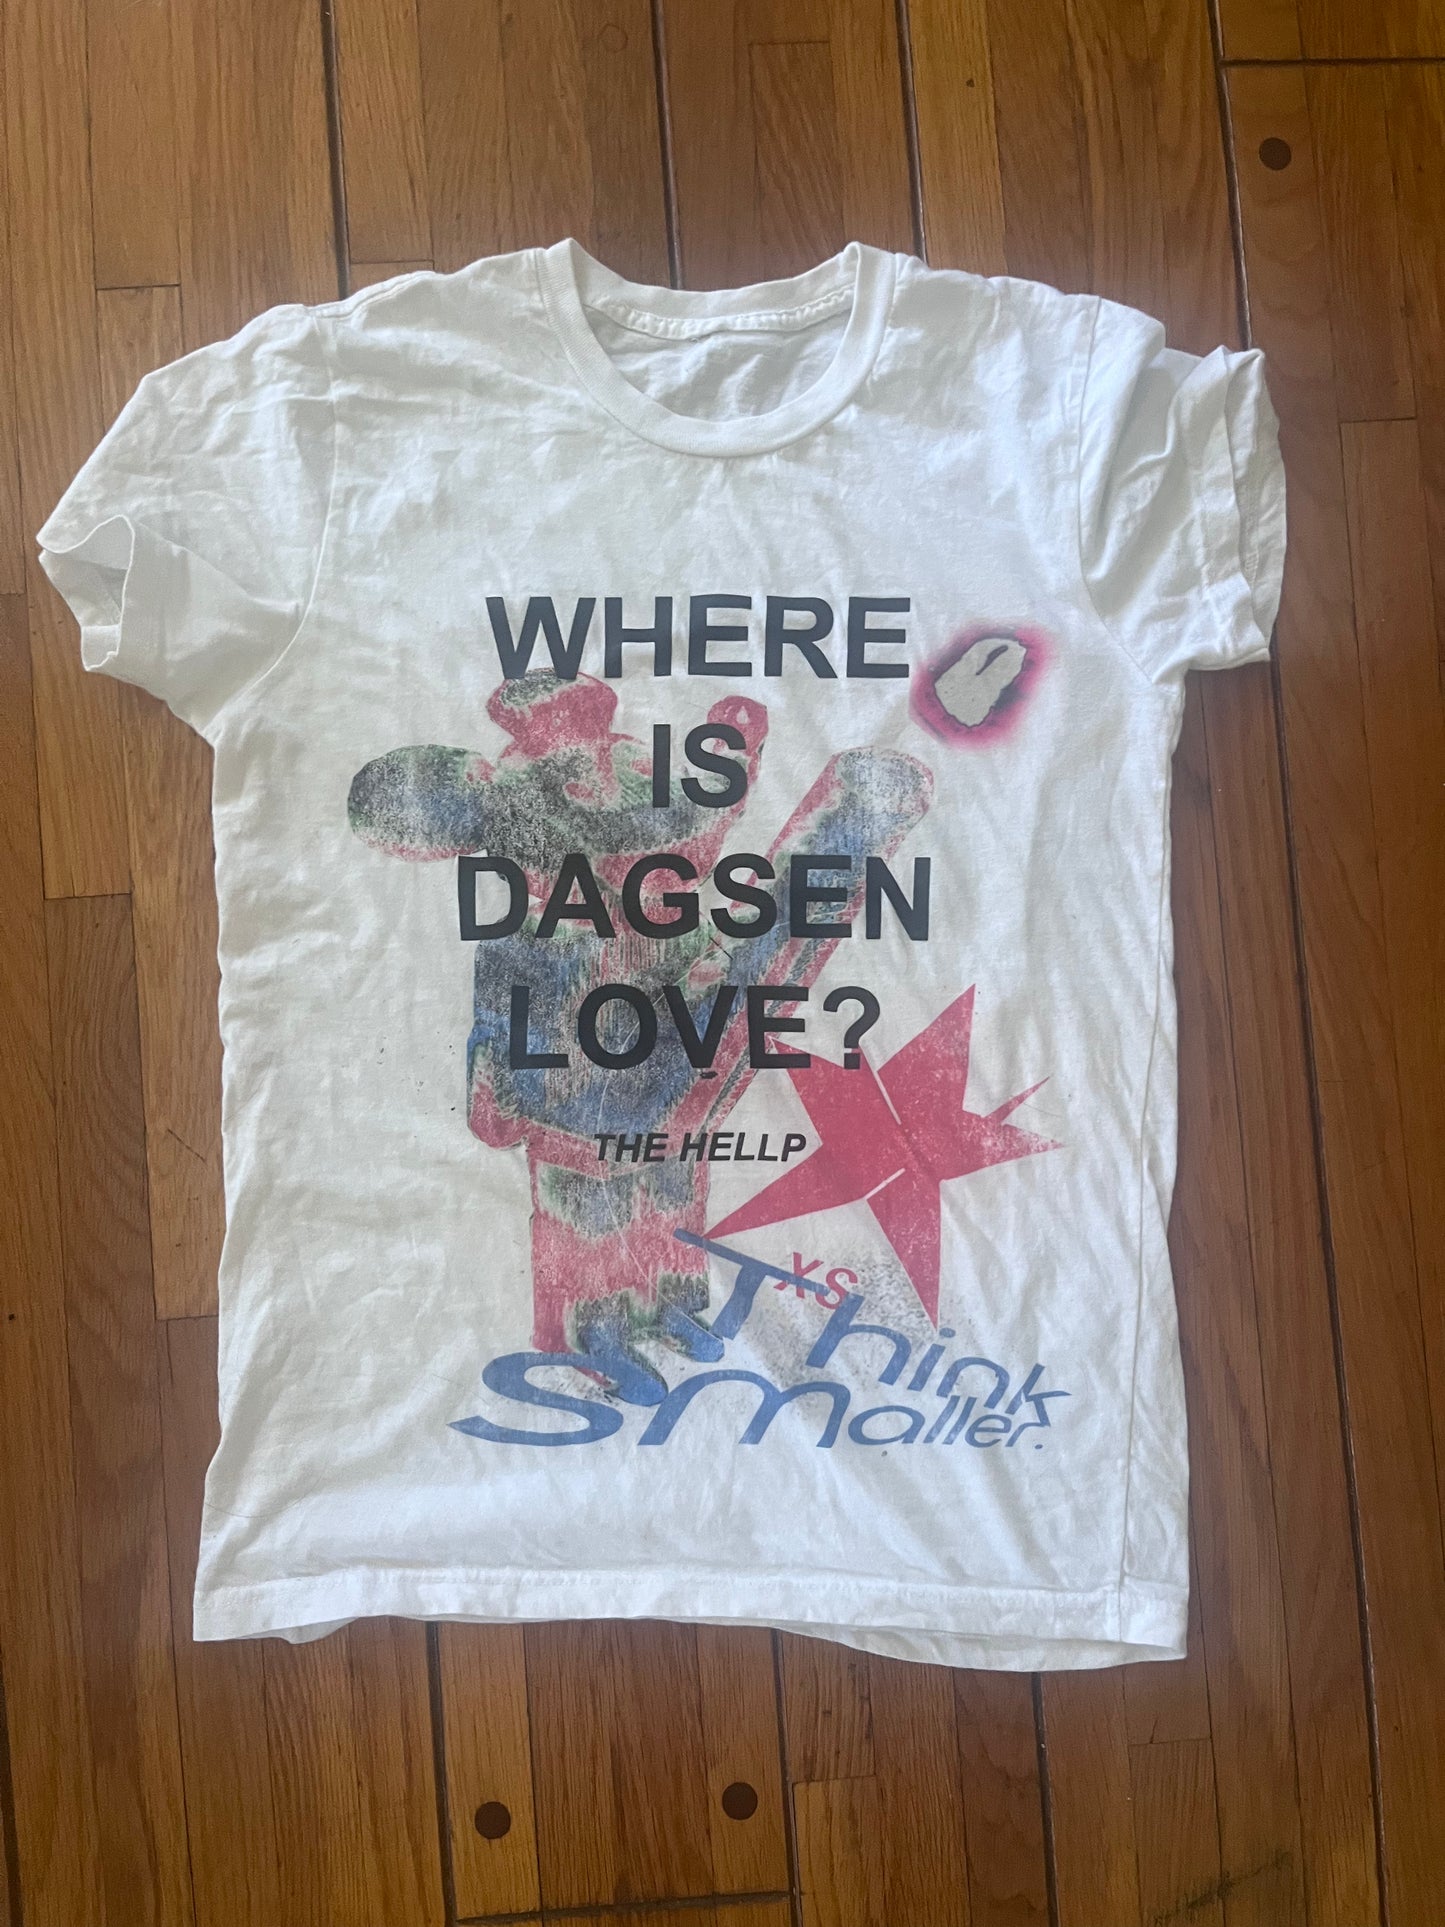 WHERE
IS
DAGSEN
LOVE?
THE HELLP
XS
Think
Smaller.